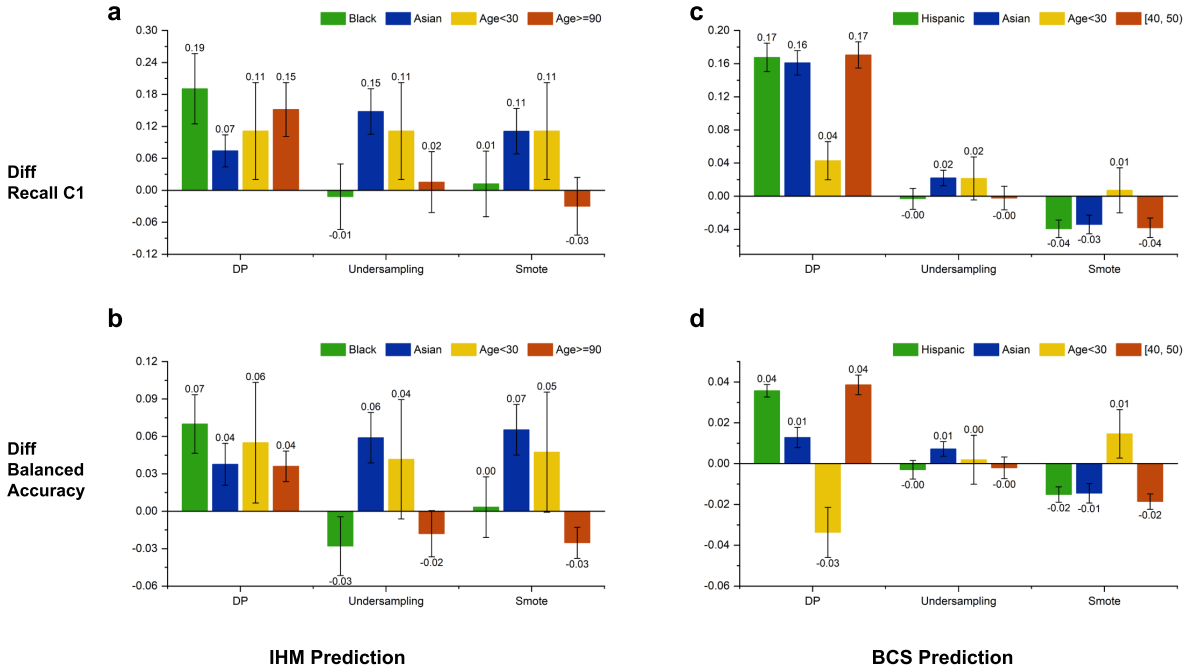 a
Black Asian Age<30 Age>=90
0.30
0.24
0.18
0.12
0.06
0.00
-0.06
-0.12
0.19 0.07 0.11 0.15
-0.01 0.15 0.11 0.02
0.07 0.11 0.11 -0.03
DP Undersampling Smote
c
Hispanic Asian Age<30 [40, 50)
0.20
0.16
0.12
0.08
0.04
0.00
-0.04
0.17 0.16 0.04 0.17
-0.00 0.02 0.02 -0.00
-0.04 -0.03 0.01 -0.04
DP Undersampling Smote
Diff
Recall C1
b
Black Asian Age<30 Age>=90
0.12
0.09
0.06
0.03
0.00
-0.03
-0.06
0.07 0.04 0.06 0.04
-0.03 0.06 0.04 -0.02
0.00 0.07 0.05 -0.03
DP Undersampling Smote
d
Hispanic Asian Age<30 [40, 50)
0.04
0.02
0.00
-0.02
-0.04
-0.06
0.04 0.01 -0.03 0.04
-0.00 0.01 0.00 -0.00
-0.02 -0.01 0.01 -0.02
DP Undersampling Smote
Diff
Balanced
Accuracy
IHM Prediction
BCS Prediction